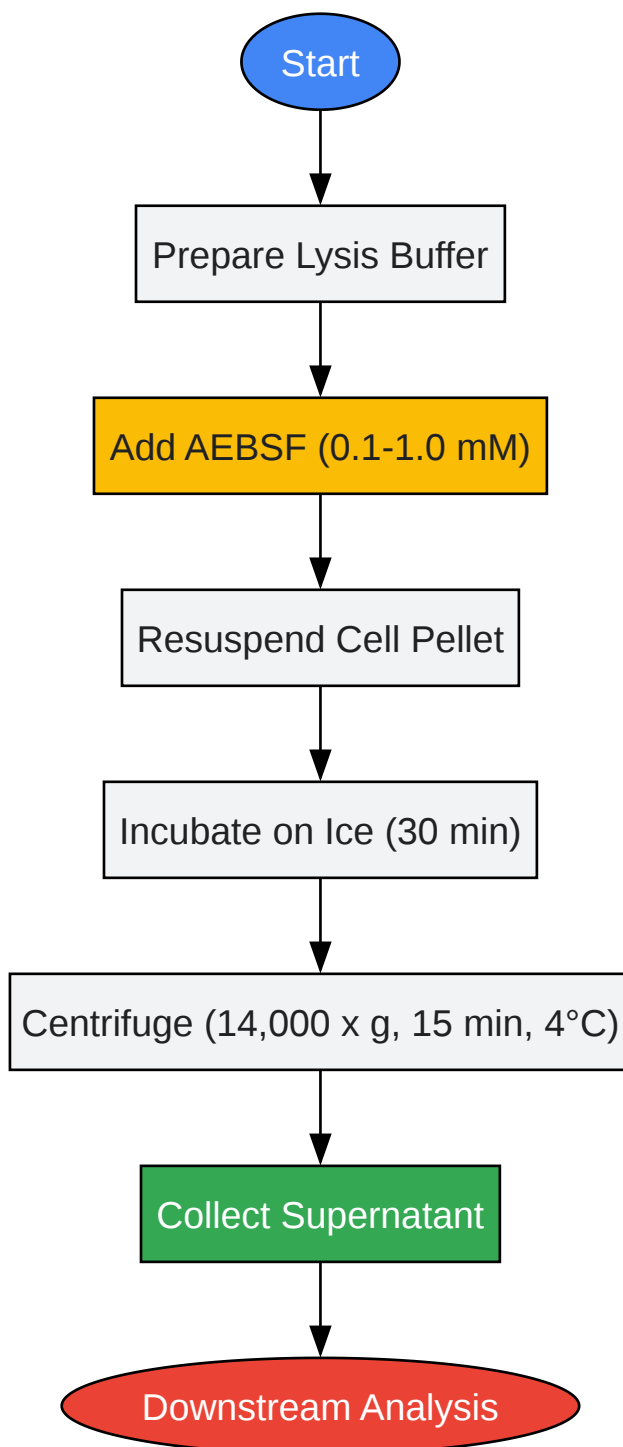 Start
Prepare Lysis Buffer
Add AEBSF (0.1-1.0 mM)
Resuspend Cell Pellet
Incubate on Ice (30 min)
Centrifuge (14,000 x g, 15 min, 4°C)
Collect Supernatant
Downstream Analysis